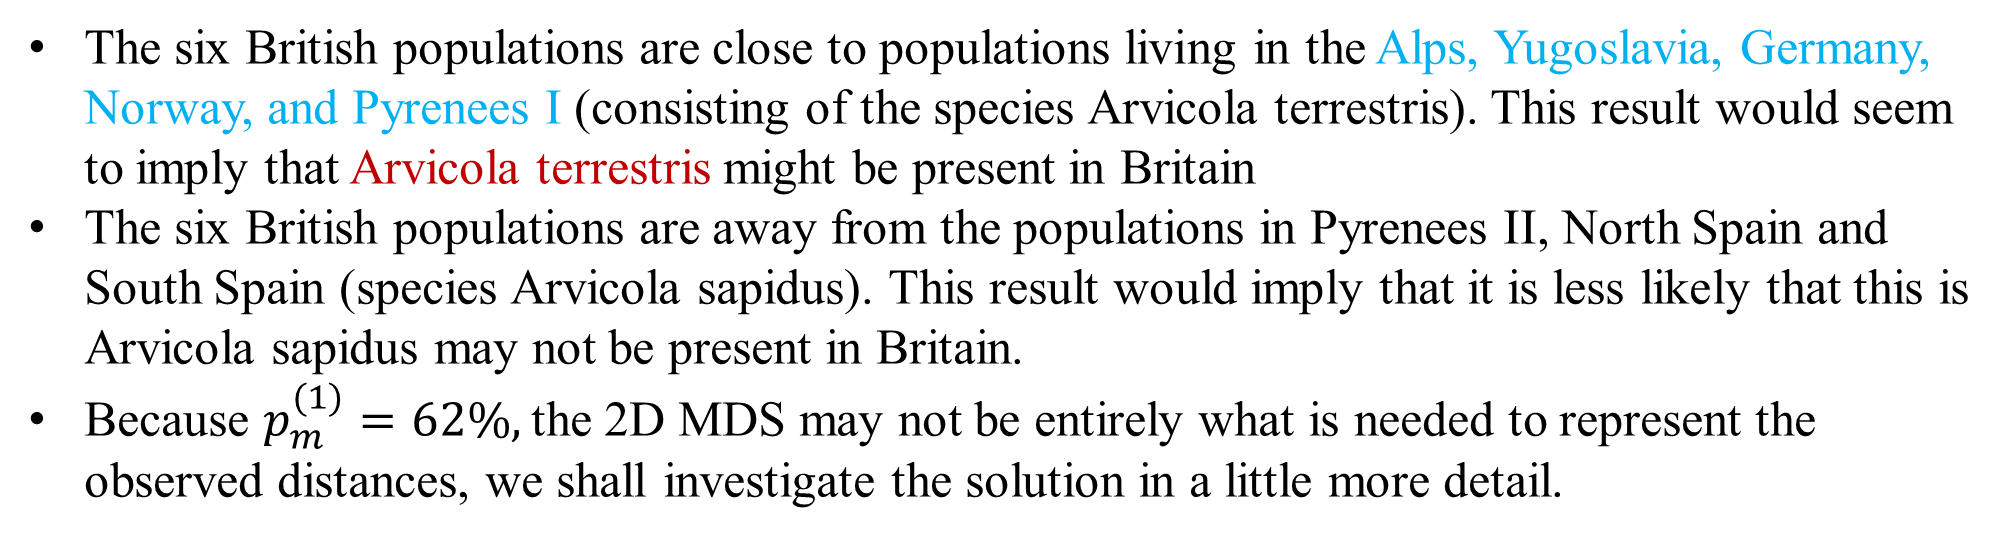 • The six British populations are close to populations living in the Alps, Yugoslavia, Germany,
Norway, and Pyrenees I (consisting of the species Arvicola terrestris). This result would seem
to imply that Arvicola terrestris might be present in Britain
• The six British populations are away from the populations in Pyrenees II, North Spain and
South Spain (species Arvicola sapidus). This result would imply that it is less likely that this is
Arvicola sapidus may not be present in Britain.
• Because $p_m^{(1)} = 62\%$, the 2D MDS may not be entirely what is needed to represent the
observed distances, we shall investigate the solution in a little more detail.